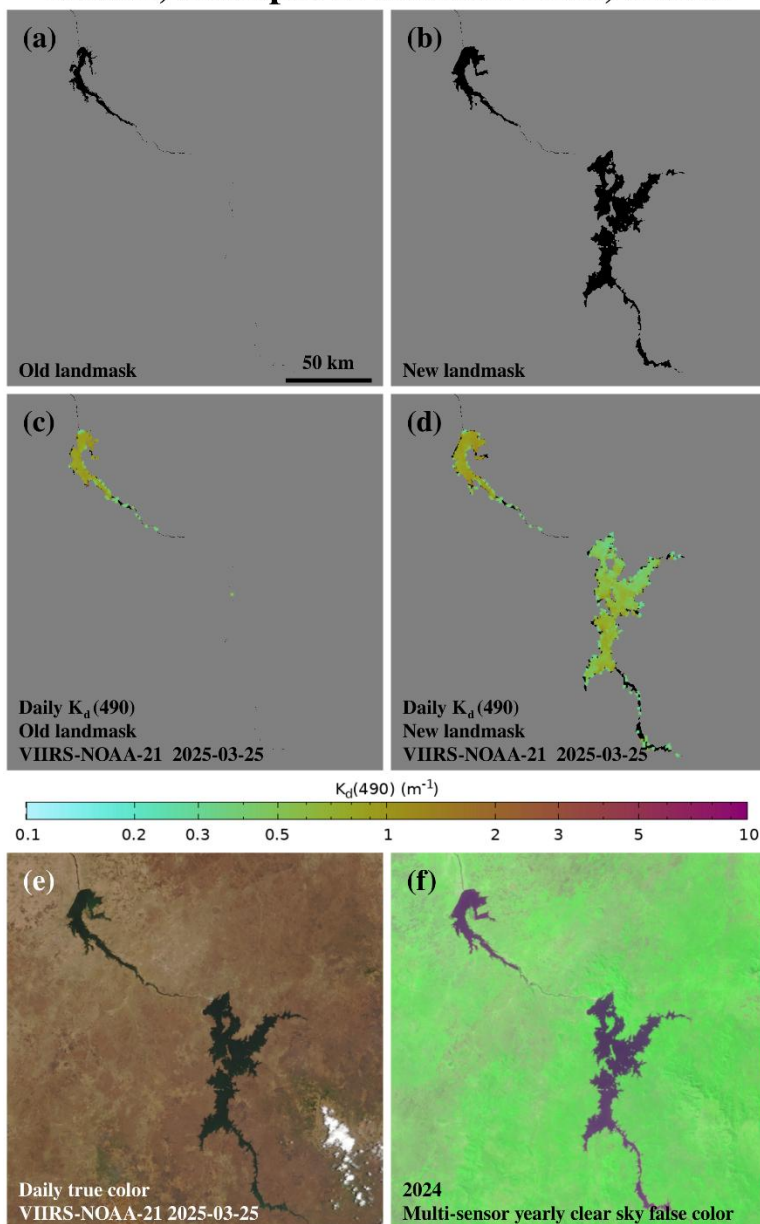 (a)
Old landmask
50 km
(b)
New landmask
(c)
Daily Kd(490)
Old landmask
VIIRS-NOAA-21 2025-03-25
(d)
Daily Kd(490)
New landmask
VIIRS-NOAA-21 2025-03-25
Kd(490) (m-1)
0.1 0.2 0.3 0.5 1 2 3 5 10
(e)
Daily true color
VIIRS-NOAA-21 2025-03-25
(f)
2024
Multi-sensor yearly clear sky false color